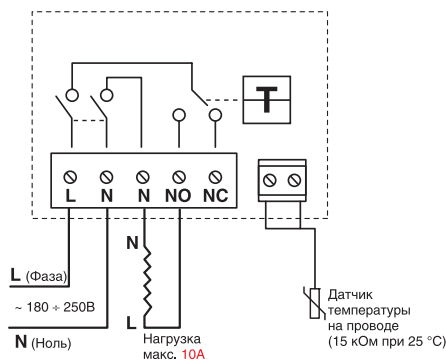 T
L N N NO NC
N
L (Фаза)
~ 180 ÷ 250В
L
N (Ноль)
Нагрузка
макс. 10А
Датчик
температуры
на проводе
(15 кОм при 25 °C)